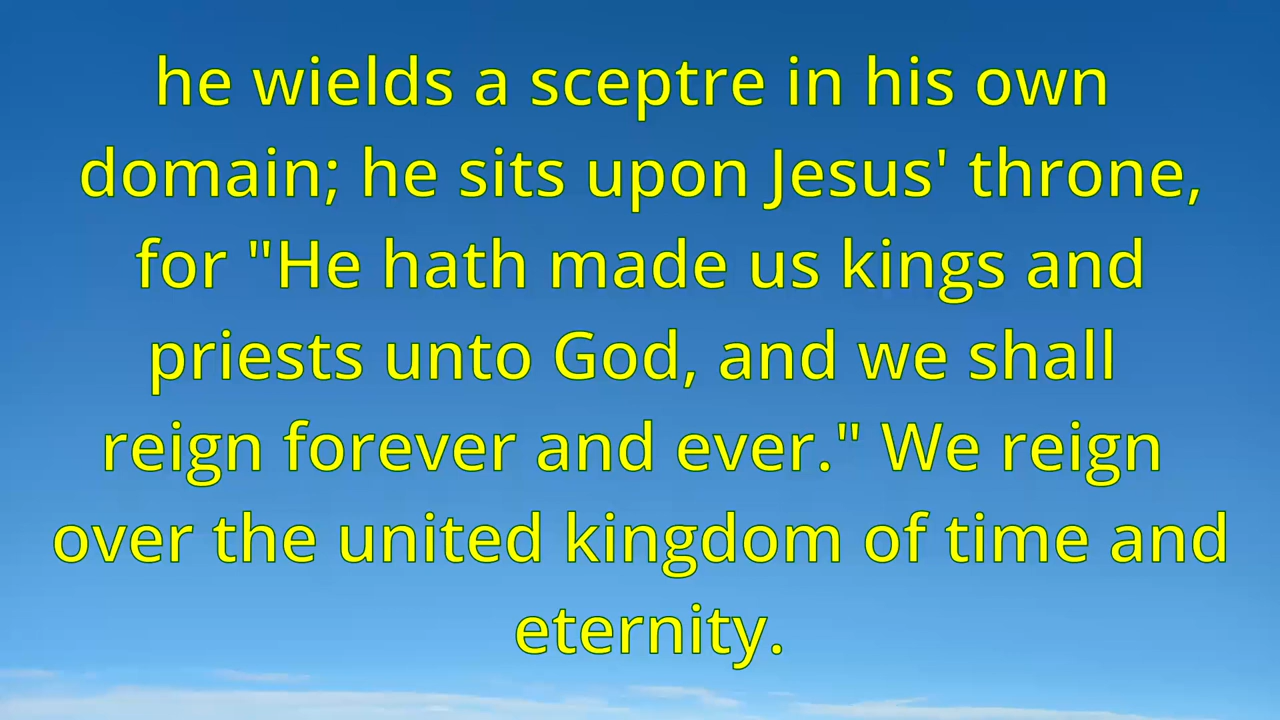 he wields a sceptre in his own
domain; he sits upon Jesus' throne,
for "He hath made us kings and
priests unto God, and we shall
reign forever and ever." We reign
over the united kingdom of time and
eternity.